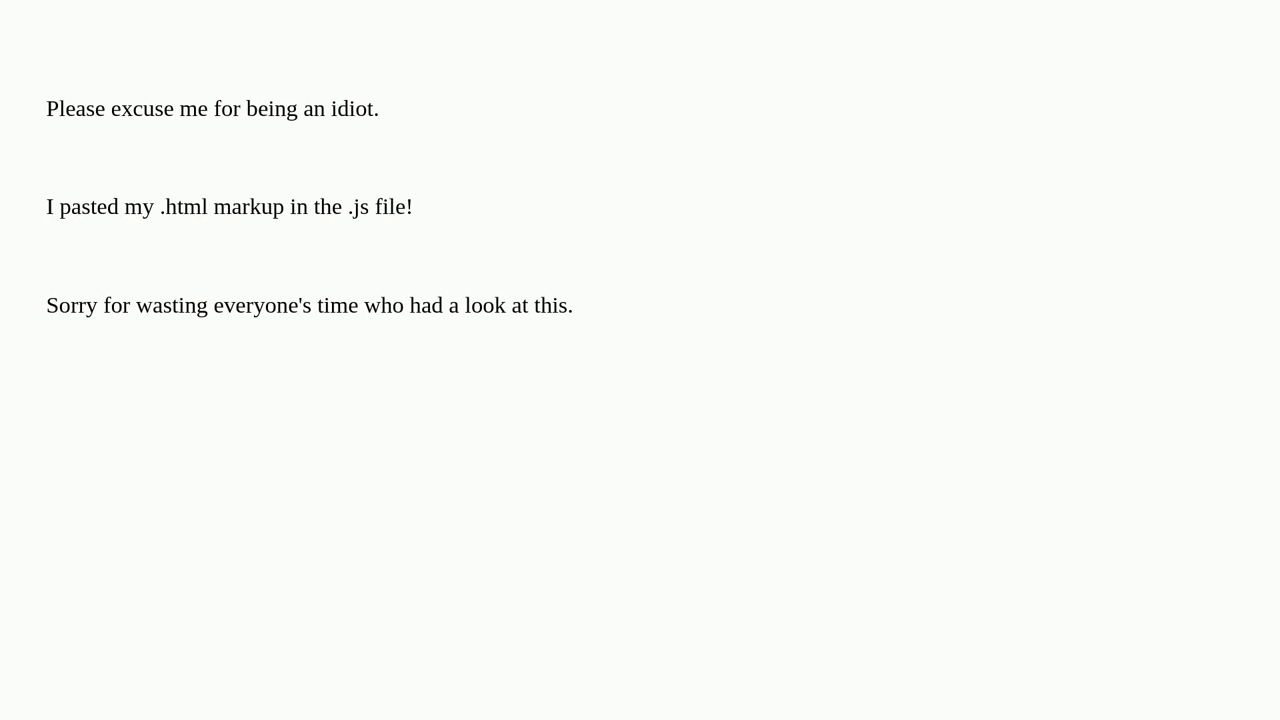 Please excuse me for being an idiot.
I pasted my .html markup in the .js file!
Sorry for wasting everyone's time who had a look at this.